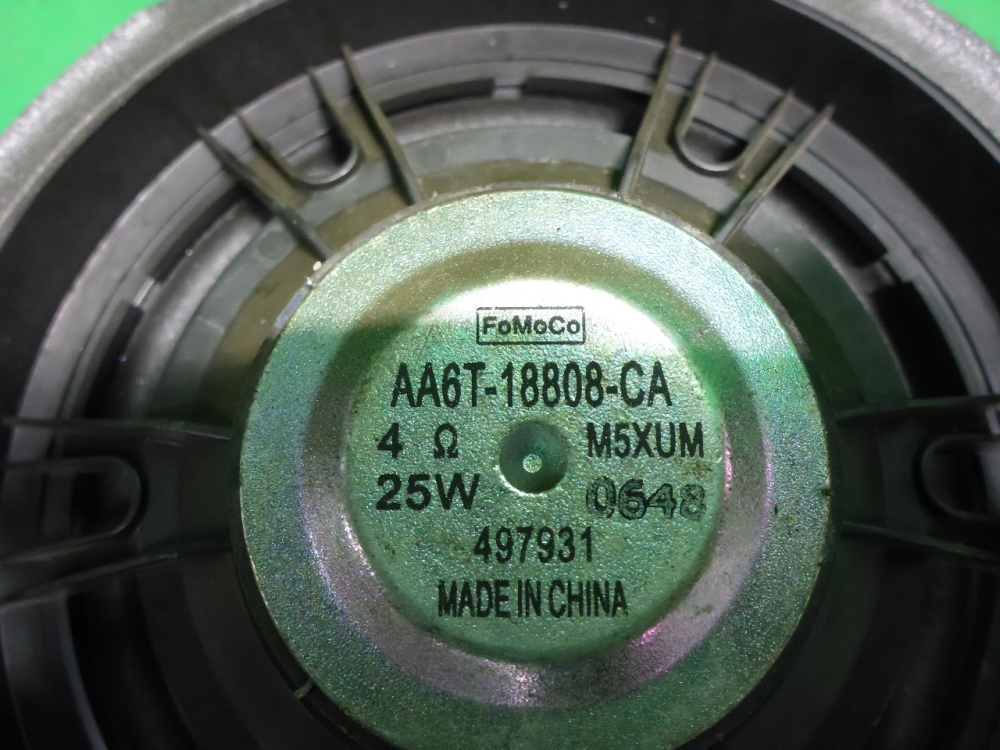 FoMoCo
AA6T-18808-CA
4 Ω M5XUM
25W 0648
497931
MADE IN CHINA